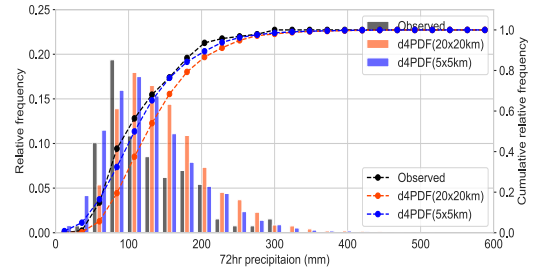 0.25
0.20
0.15
0.10
0.05
0.00
Relative frequency
0 100 200 300 400 500 600
72hr precipitaion (mm)
1.0
0.8
0.6
0.4
0.2
0.0
Cumulative relative frequency
Observed
d4PDF(20x20km)
d4PDF(5x5km)
Observed
d4PDF(20x20km)
d4PDF(5x5km)